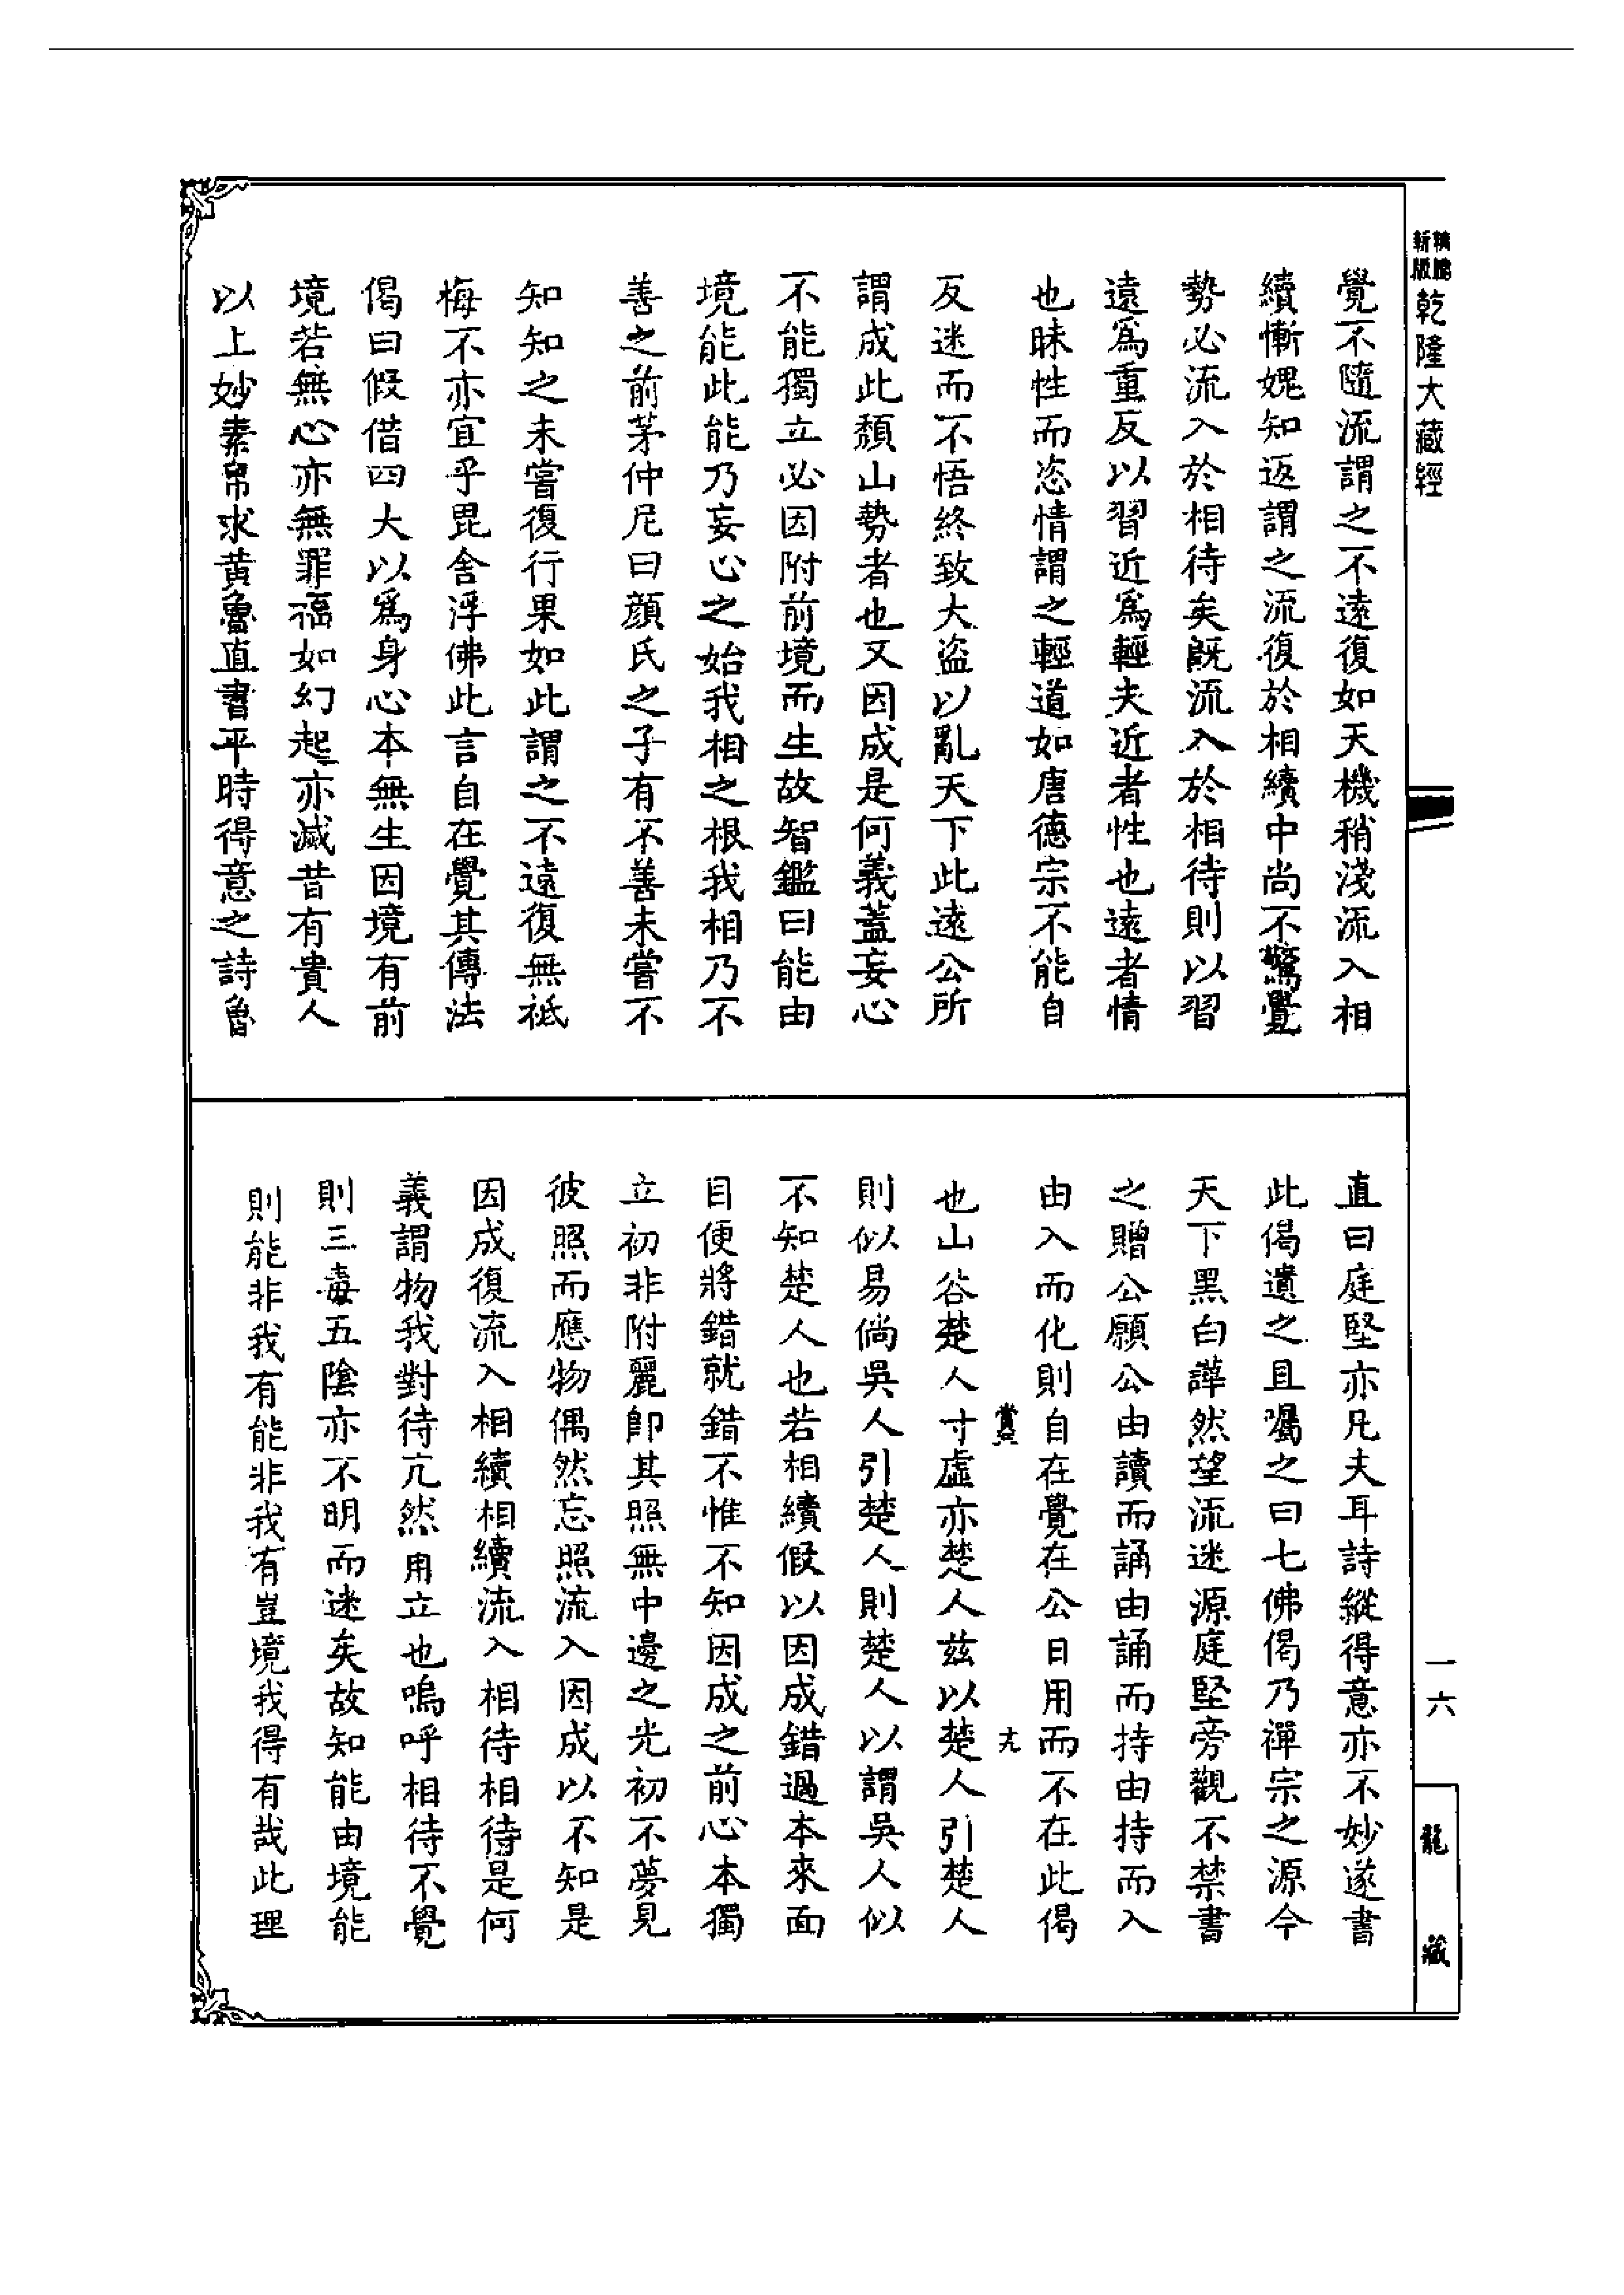 新版
精縮
乾隆大藏經
覺不隨流謂之不遠復如天機稍淺流入相
續慚媿知返謂之流復於相續中尚不驚覺
勢必流入於相待矣旣流入於相待則以習
遠爲重反以習近爲輕夫近者性也遠者情
也昧性而恣情謂之輕道如唐德宗不能自
反迷而不悟終致大盜以亂天下此遠公所
謂成此頹山勢者也又因成是何義蓋妄心
不能獨立必因附前境而生故智鑑曰能由
境能此能乃妄心之始我相之根我相乃不
善之前茅仲尼曰顏氏之子有不善未嘗不
知知之未嘗復行果如此謂之不遠復無祗
悔不亦宜乎毘舍浮佛此言自在覺其傳法
偈曰假借四大以爲身心本無生因境有前
境若無心亦無罪福如幻起亦滅昔有貴人
以上妙素帛求黃魯直書平時得意之詩魯
直曰庭堅亦凡夫耳詩縱得意亦不妙遂書
此偈遺之且囑之曰七佛偈乃禪宗之源今
天下黑白譁然望流迷源庭堅旁觀不禁書
之贈公願公由讀而誦由誦而持由持而入
由入而化則自在覺在公日用而不在此偈
也山谷楚人寸虛亦楚人茲以楚人引楚人
則似易倘吳人引楚人則楚人以謂吳人似
不知楚人也若相續假以因成錯過本來面
目便將錯就錯不惟不知因成之前心本獨
立初非附麗卽其照無中邊之光初不夢見
彼照而應物偶然忘照流入因成以不知是
因成復流入相續相續流入相待相待是何
義謂物我對待亢然用立也嗚呼相待不覺
則三毒五陰亦不明而迷矣故知能由境能
則能非我有能非我有豈境我得有哉此理
一六
龍藏